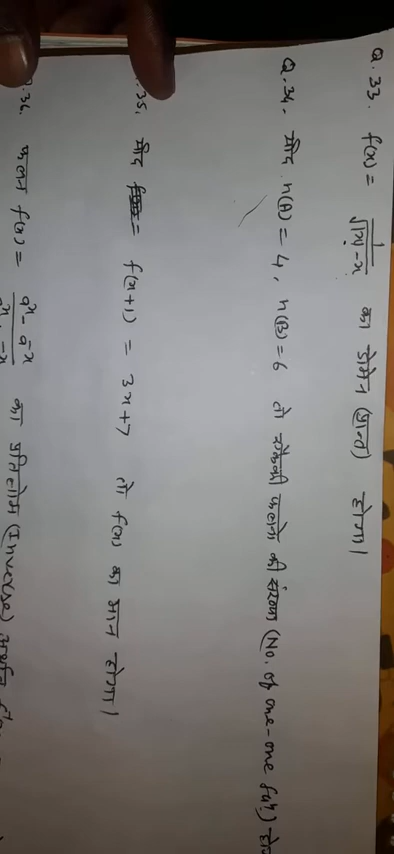 Q.33. f(x) = 1/√|x|-x का डोमेन (प्रान्त) होगा।
Q.34. यदि n(A) = 4, n(B) = 6 तो एकैकी फलनो की संख्या (No. of one-one fun.)
.35. यदि = f(x+1) = 3x+7 तो f(x) का मान होगा।
.36. फलन f(x) = a^x - a^-x / a^x a^-x का प्रतिलोम (Inverse) अर्थात